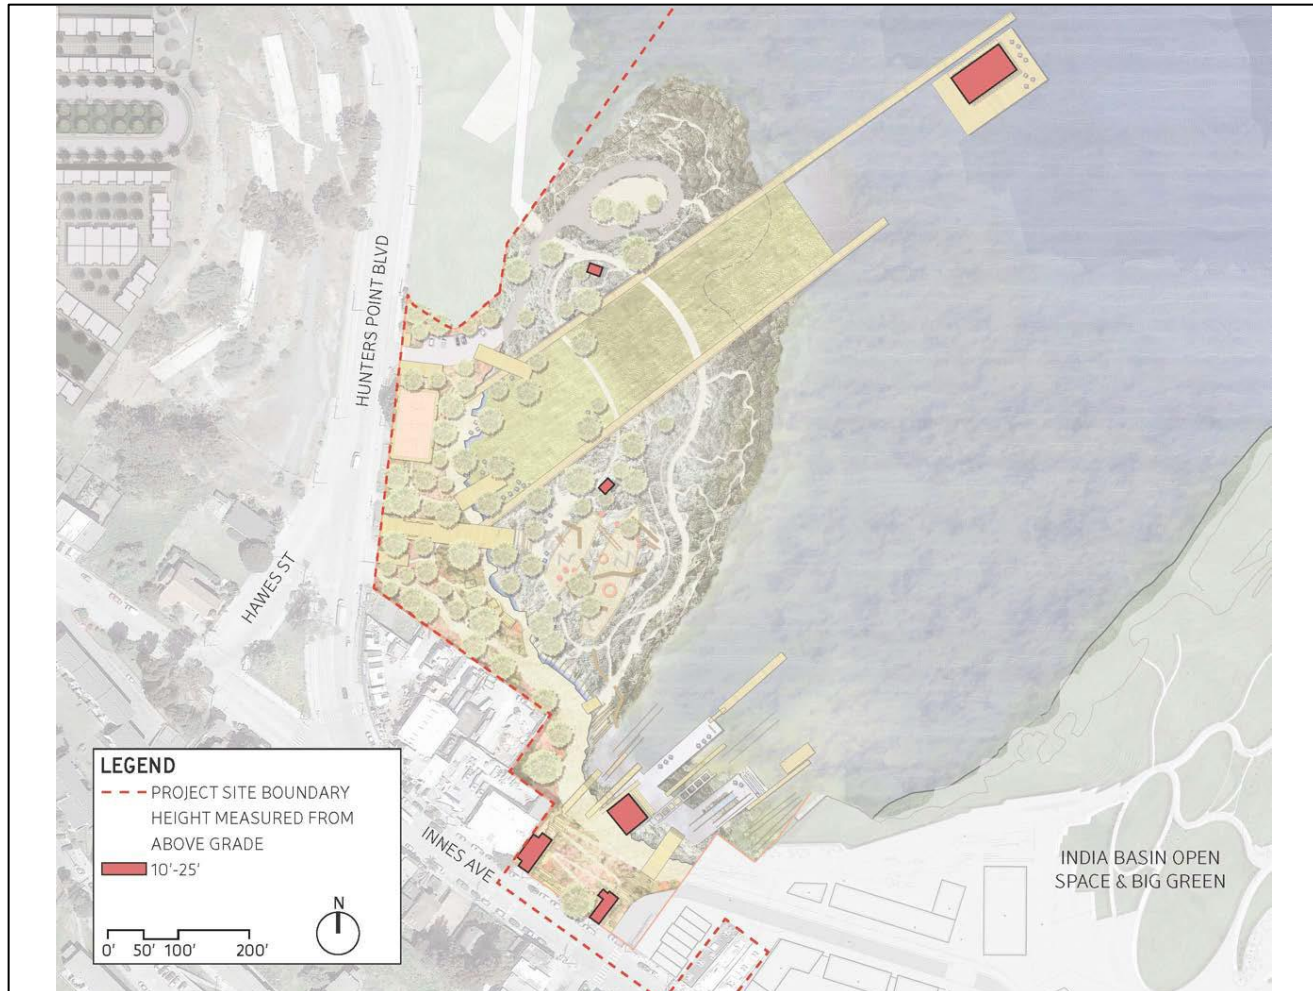 HUNTERS POINT BLVD
HAWES ST
LEGEND
PROJECT SITE BOUNDARY
HEIGHT MEASURED FROM
ABOVE GRADE
10'-25'
N
0' 50' 100' 200'
INNES AVE
INDIA BASIN OPEN
SPACE & BIG GREEN